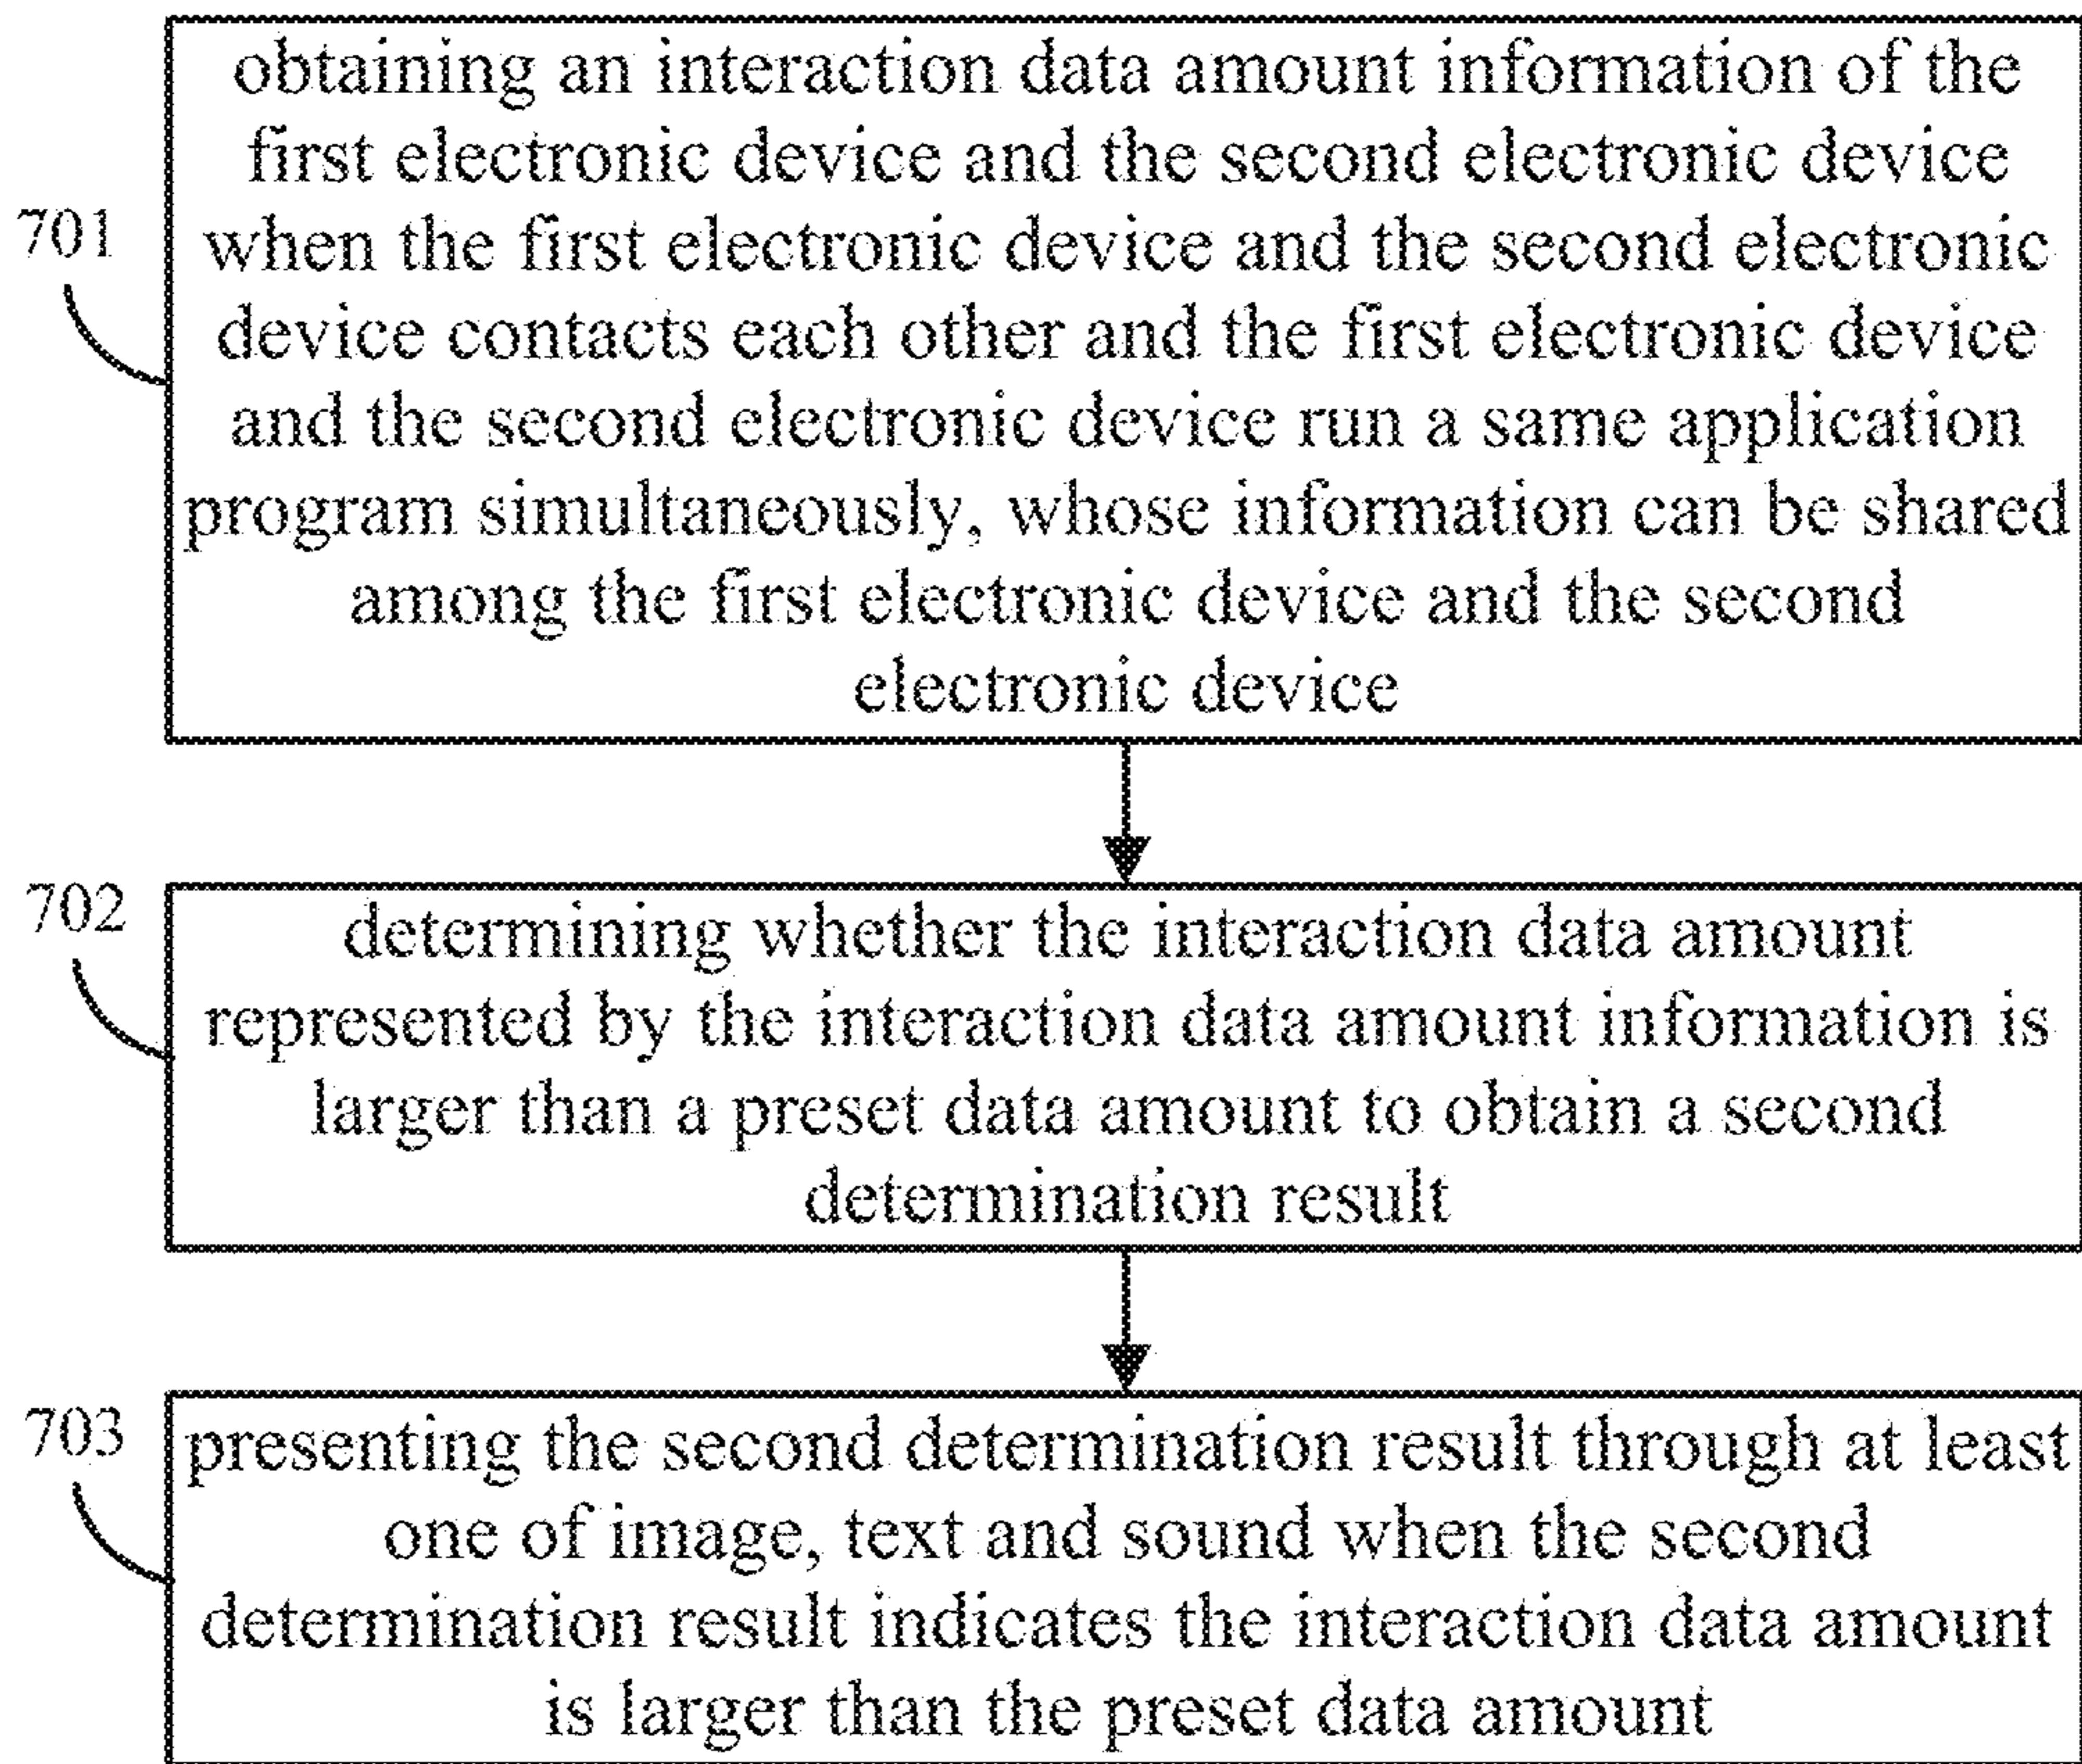 obtaining an interaction data amount information of the
first electronic device and the second electronic device
701
when the first electronic device and the second electronic
device contacts each other and the first electronic device
and the second electronic device run a same application
program simultaneously, whose information can be shared
among the first electronic device and the second
electronic device
702
determining whether the interaction data amount
represented by the interaction data amount information is
larger than a preset data amount to obtain a second
determination result
703
presenting the second determination result through at least
one of image, text and sound when the second
determination result indicates the interaction data amount
is larger than the preset data amount